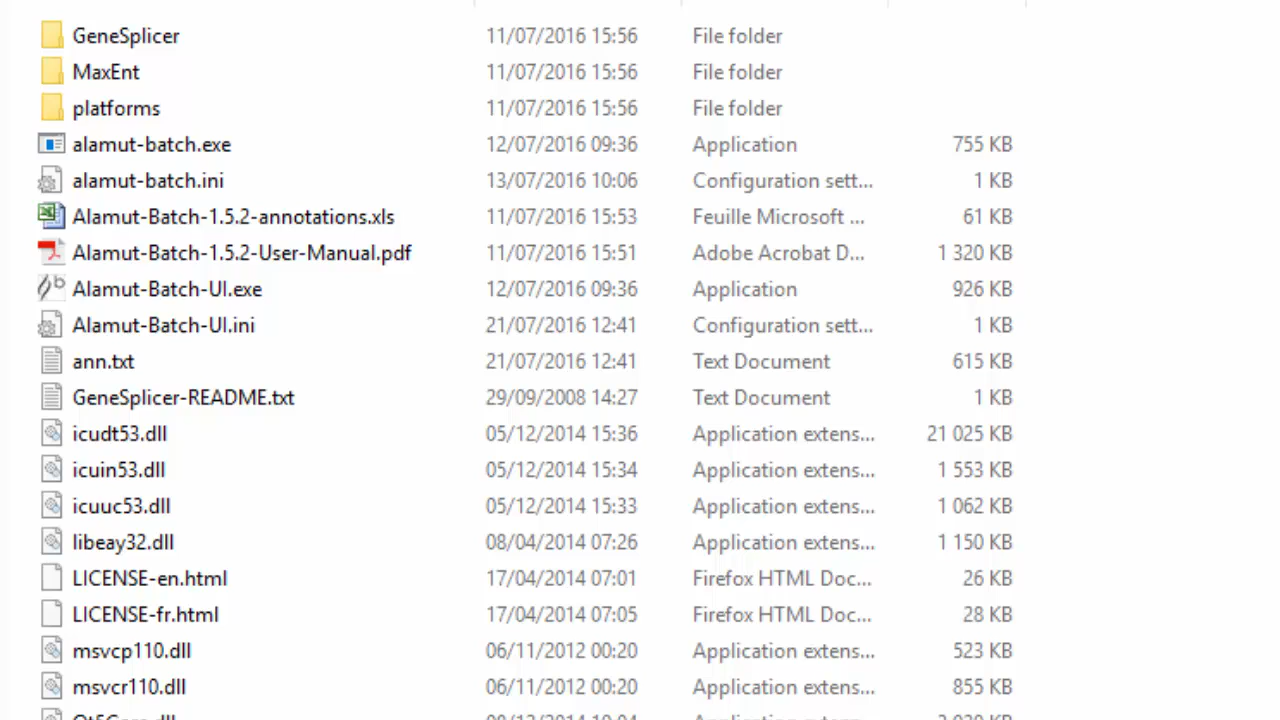 GeneSplicer 11/07/2016 15:56 File folder
MaxEnt 11/07/2016 15:56 File folder
platforms 11/07/2016 15:56 File folder
alamut-batch.exe 12/07/2016 09:36 Application 755 KB
alamut-batch.ini 13/07/2016 10:06 Configuration sett... 1 KB
Alamut-Batch-1.5.2-annotations.xls 11/07/2016 15:53 Feuille Microsoft ... 61 KB
Alamut-Batch-1.5.2-User-Manual.pdf 11/07/2016 15:51 Adobe Acrobat D... 1 320 KB
Alamut-Batch-UI.exe 12/07/2016 09:36 Application 926 KB
Alamut-Batch-UI.ini 21/07/2016 12:41 Configuration sett... 1 KB
ann.txt 21/07/2016 12:41 Text Document 615 KB
GeneSplicer-README.txt 29/09/2008 14:27 Text Document 1 KB
icudt53.dll 05/12/2014 15:36 Application extens... 21 025 KB
icuin53.dll 05/12/2014 15:34 Application extens... 1 553 KB
icuuc53.dll 05/12/2014 15:33 Application extens... 1 062 KB
libeay32.dll 08/04/2014 07:26 Application extens... 1 150 KB
LICENSE-en.html 17/04/2014 07:01 Firefox HTML Doc... 26 KB
LICENSE-fr.html 17/04/2014 07:05 Firefox HTML Doc... 28 KB
msvcp110.dll 06/11/2012 00:20 Application extens... 523 KB
msvcr110.dll 06/11/2012 00:20 Application extens... 855 KB